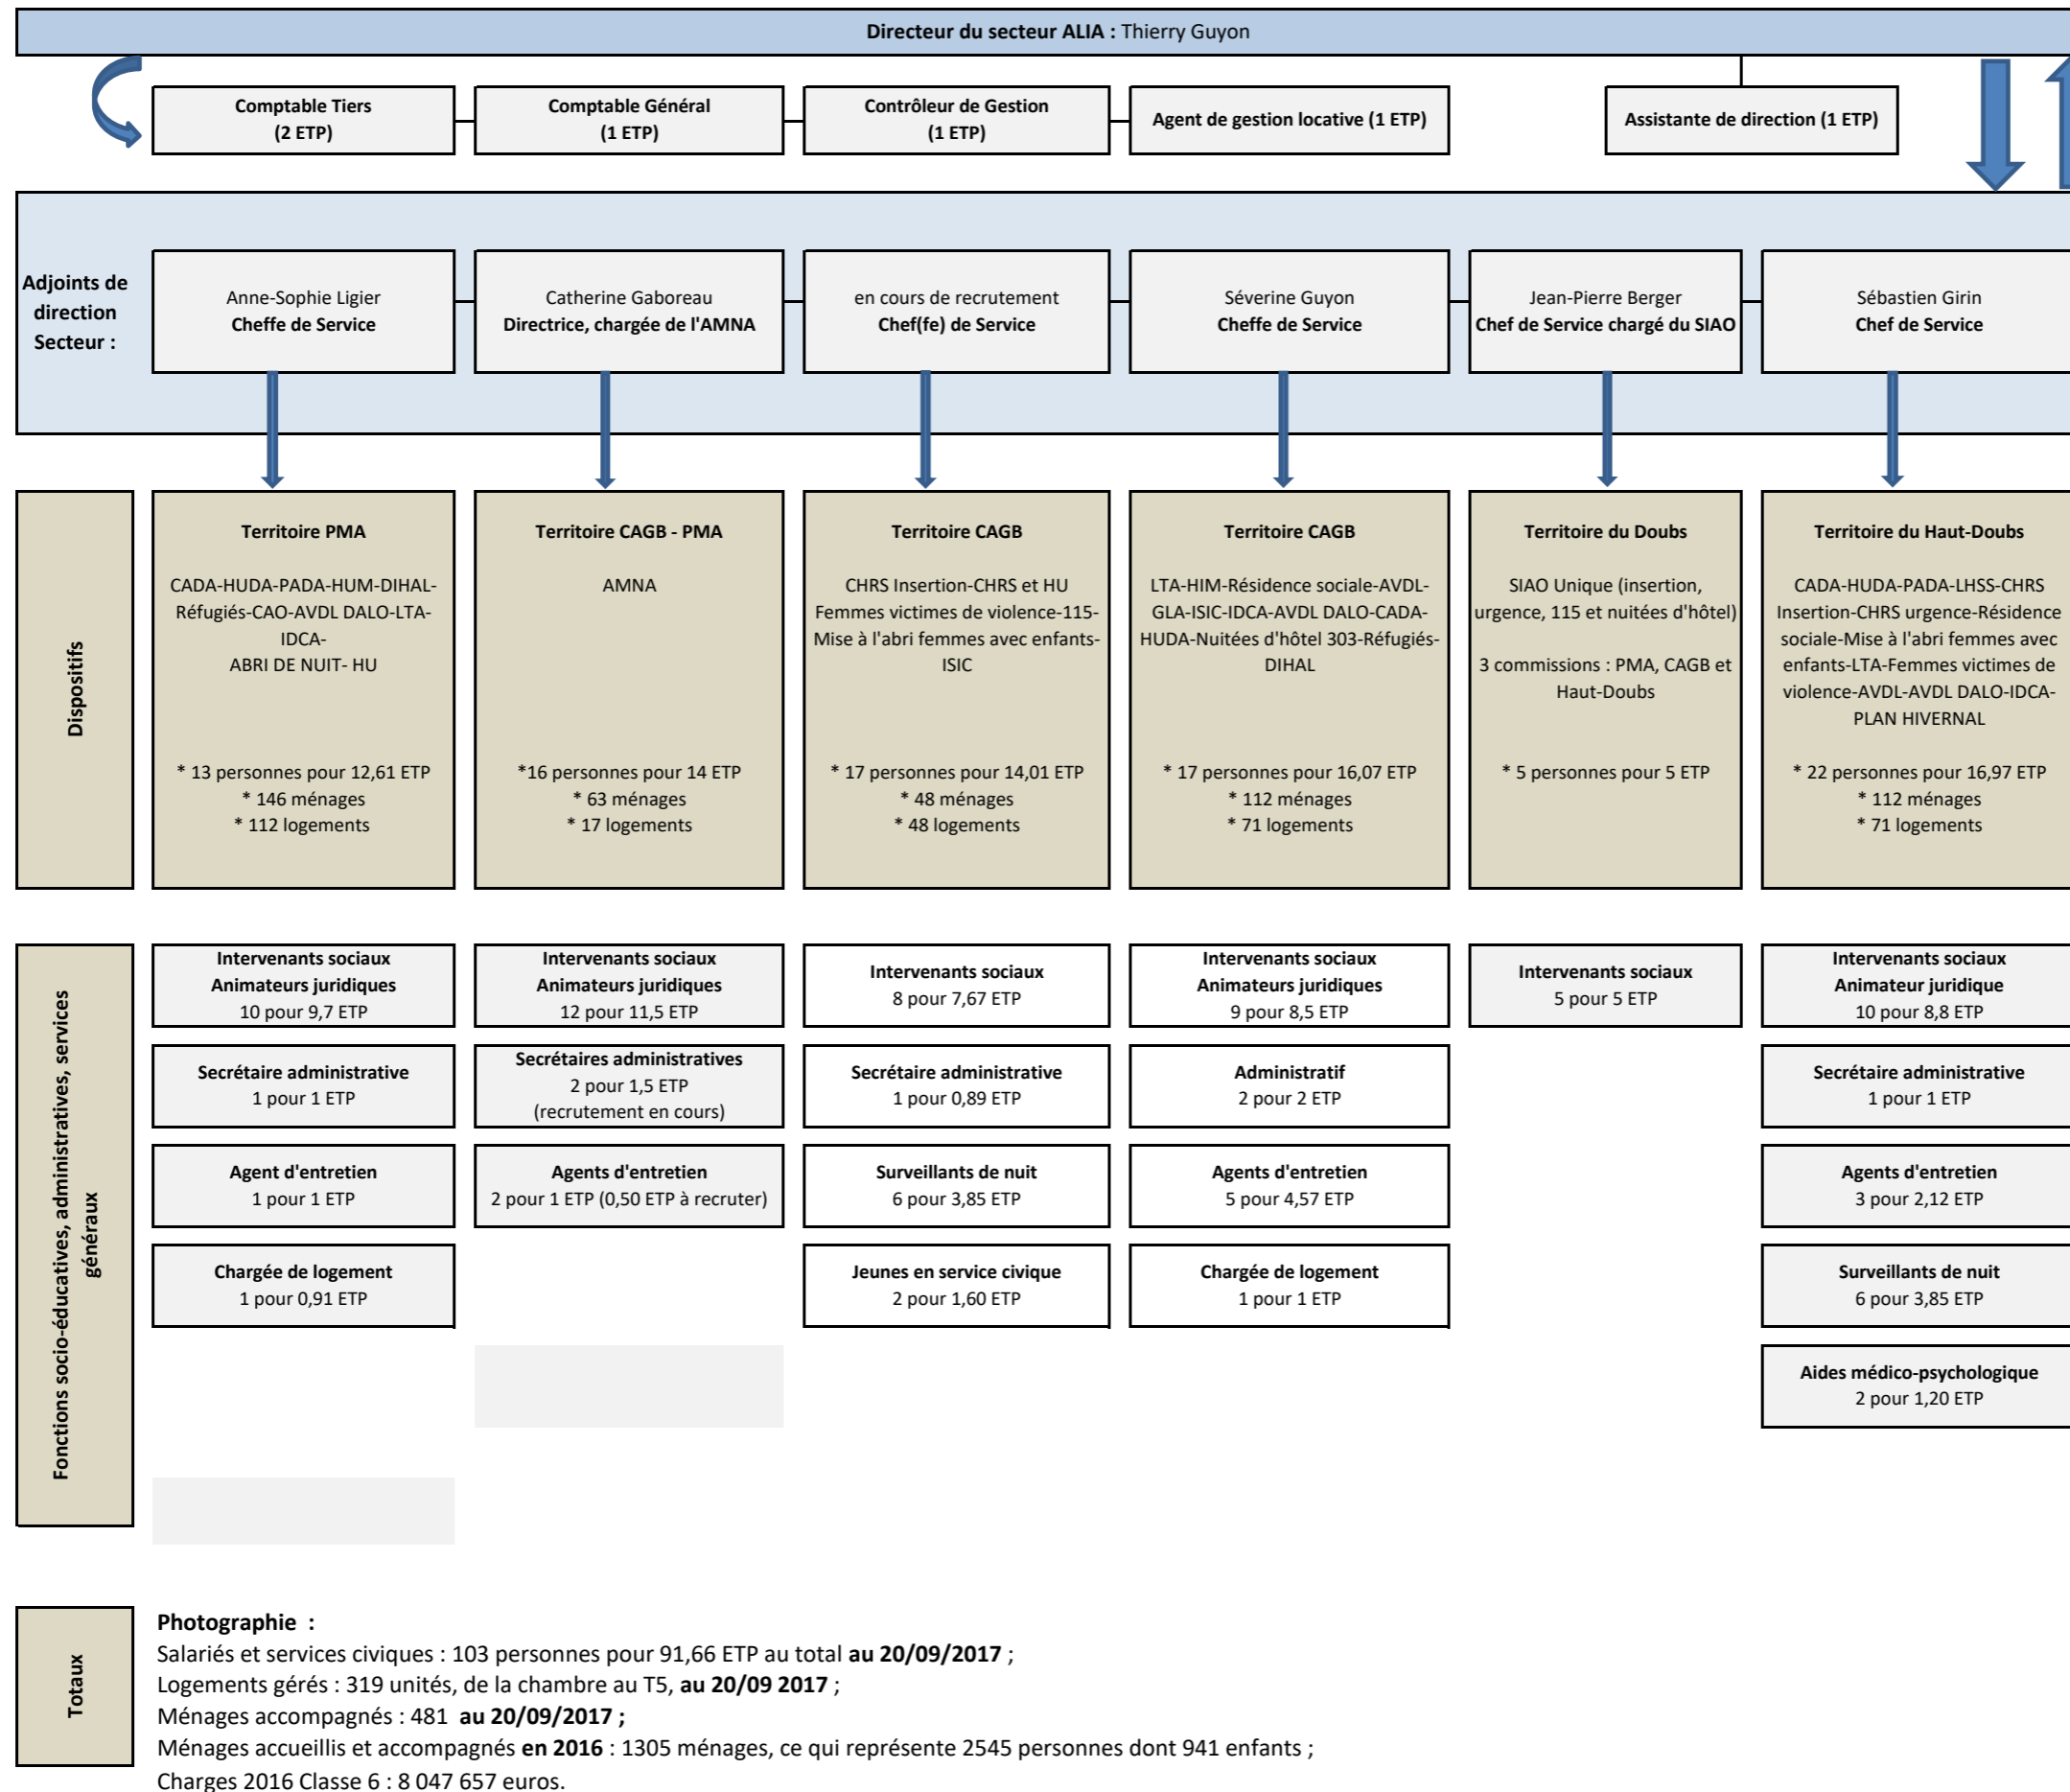 Directeur du secteur ALIA : Thierry Guyon
Comptable Tiers
(2 ETP)
Comptable Général
(1 ETP)
Contrôleur de Gestion
(1 ETP)
Agent de gestion locative (1 ETP)
Assistante de direction (1 ETP)
Adjoints de
direction
Secteur :
Anne-Sophie Ligier
Cheffe de Service
Catherine Gaboreau
Directrice, chargée de l'AMNA
en cours de recrutement
Chef(fe) de Service
Séverine Guyon
Cheffe de Service
Jean-Pierre Berger
Chef de Service chargé du SIAO
Sébastien Girin
Chef de Service
Dispositifs
Territoire PMA
CADA-HUDA-PADA-HUM-DIHAL-
Réfugiés-CAO-AVDL DALO-LTA-
IDCA-
ABRI DE NUIT- HU
* 13 personnes pour 12,61 ETP
* 146 ménages
* 112 logements
Territoire CAGB - PMA
AMNA
*16 personnes pour 14 ETP
* 63 ménages
* 17 logements
Territoire CAGB
CHRS Insertion-CHRS et HU
Femmes victimes de violence-115-
Mise à l'abri femmes avec enfants-
ISIC
* 17 personnes pour 14,01 ETP
* 48 ménages
* 48 logements
Territoire CAGB
LTA-HIM-Résidence sociale-AVDL-
GLA-ISIC-IDCA-AVDL DALO-CADA-
HUDA-Nuitées d'hôtel 303-Réfugiés-
DIHAL
* 17 personnes pour 16,07 ETP
* 112 ménages
* 71 logements
Territoire du Doubs
SIAO Unique (insertion,
urgence, 115 et nuitées d'hôtel)
3 commissions : PMA, CAGB et
Haut-Doubs
* 5 personnes pour 5 ETP
Territoire du Haut-Doubs
CADA-HUDA-PADA-LHSS-CHRS
Insertion-CHRS urgence-Résidence
sociale-Mise à l'abri femmes avec
enfants-LTA-Femmes victimes de
violence-AVDL-AVDL DALO-IDCA-
PLAN HIVERNAL
* 22 personnes pour 16,97 ETP
* 112 ménages
* 71 logements
Fonctions socio-éducatives, administratives, services
généraux
Intervenants sociaux
Animateurs juridiques
10 pour 9,7 ETP
Intervenants sociaux
Animateurs juridiques
12 pour 11,5 ETP
Intervenants sociaux
8 pour 7,67 ETP
Intervenants sociaux
Animateurs juridiques
9 pour 8,5 ETP
Intervenants sociaux
5 pour 5 ETP
Intervenants sociaux
Animateur juridique
10 pour 8,8 ETP
Secrétaire administrative
1 pour 1 ETP
Secrétaires administratives
2 pour 1,5 ETP
(recrutement en cours)
Secrétaire administrative
1 pour 0,89 ETP
Administratif
2 pour 2 ETP
Secrétaire administrative
1 pour 1 ETP
Agent d'entretien
1 pour 1 ETP
Agents d'entretien
2 pour 1 ETP (0,50 ETP à recruter)
Surveillants de nuit
6 pour 3,85 ETP
Agents d'entretien
5 pour 4,57 ETP
Agents d'entretien
3 pour 2,12 ETP
Chargée de logement
1 pour 0,91 ETP
Jeunes en service civique
2 pour 1,60 ETP
Chargée de logement
1 pour 1 ETP
Surveillants de nuit
6 pour 3,85 ETP
Aides médico-psychologique
2 pour 1,20 ETP
Totaux
Photographie :
Salariés et services civiques : 103 personnes pour 91,66 ETP au total au 20/09/2017 ;
Logements gérés : 319 unités, de la chambre au T5, au 20/09 2017 ;
Ménages accompagnés : 481 au 20/09/2017 ;
Ménages accueillis et accompagnés en 2016 : 1305 ménages, ce qui représente 2545 personnes dont 941 enfants ;
Charges 2016 Classe 6 : 8 047 657 euros.